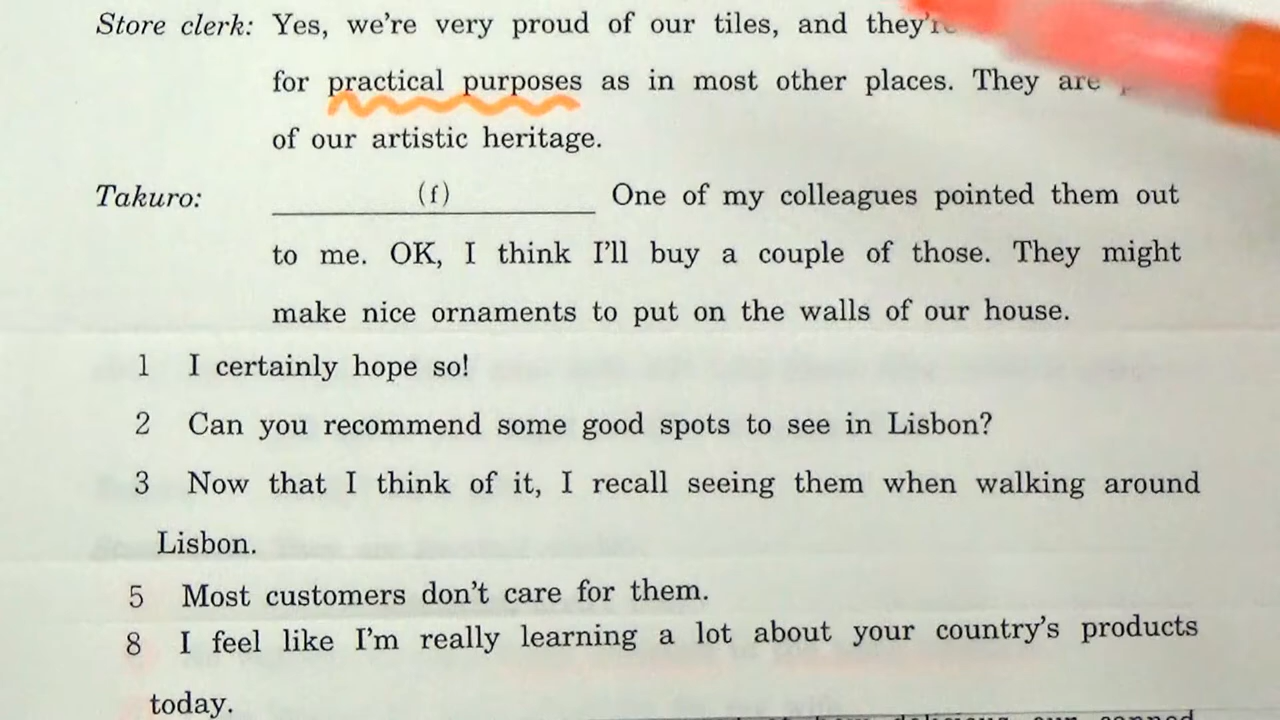 Store clerk: Yes, we're very proud of our tiles, and they're
for practical purposes as in most other places. They are
of our artistic heritage.
Takuro: (f) One of my colleagues pointed them out
to me. OK, I think I'll buy a couple of those. They might
make nice ornaments to put on the walls of our house.
1 I certainly hope so!
2 Can you recommend some good spots to see in Lisbon?
3 Now that I think of it, I recall seeing them when walking around
Lisbon.
5 Most customers don't care for them.
8 I feel like I'm really learning a lot about your country's products
today.